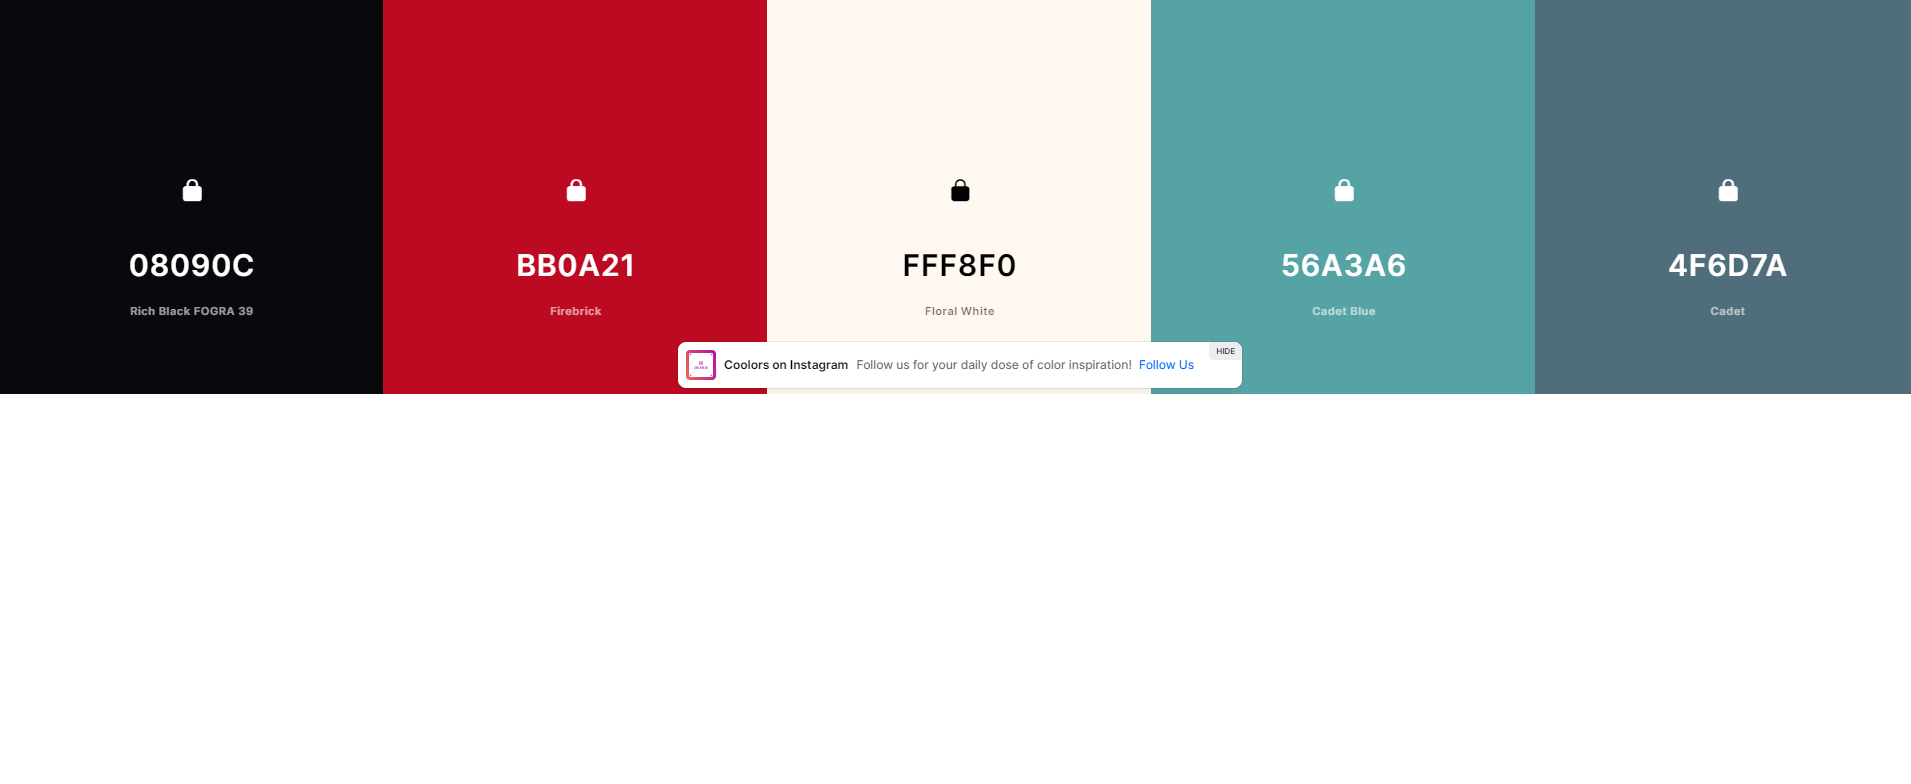 08090C
Rich Black FOGRA 39
BB0A21
Firebrick
FFF8F0
Floral White
56A3A6
Cadet Blue
4F6D7A
Cadet
Coolors on Instagram Follow us for your daily dose of color inspiration! Follow Us
HIDE